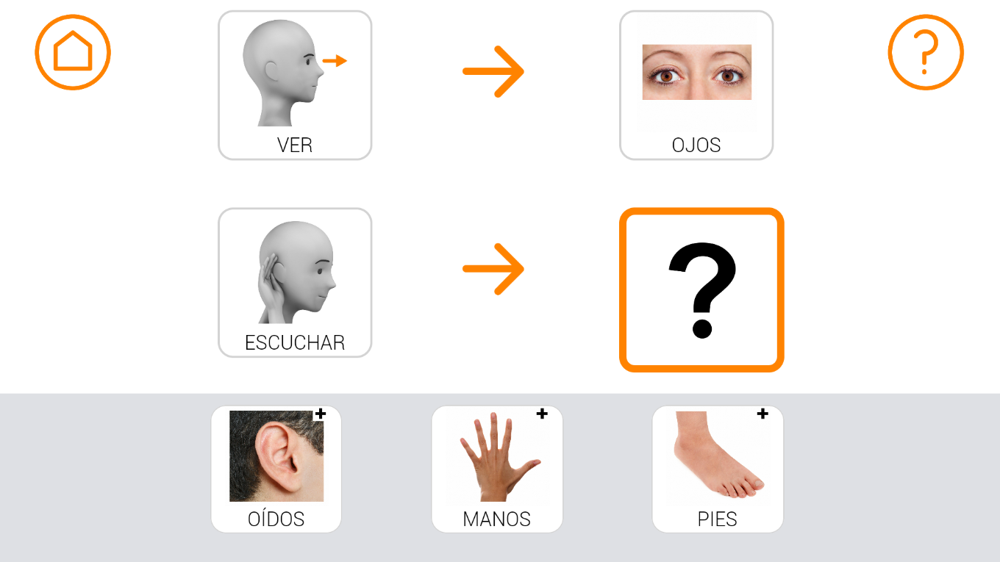 VER
OJOS
ESCUCHAR
?
OÍDOS
MANOS
PIES